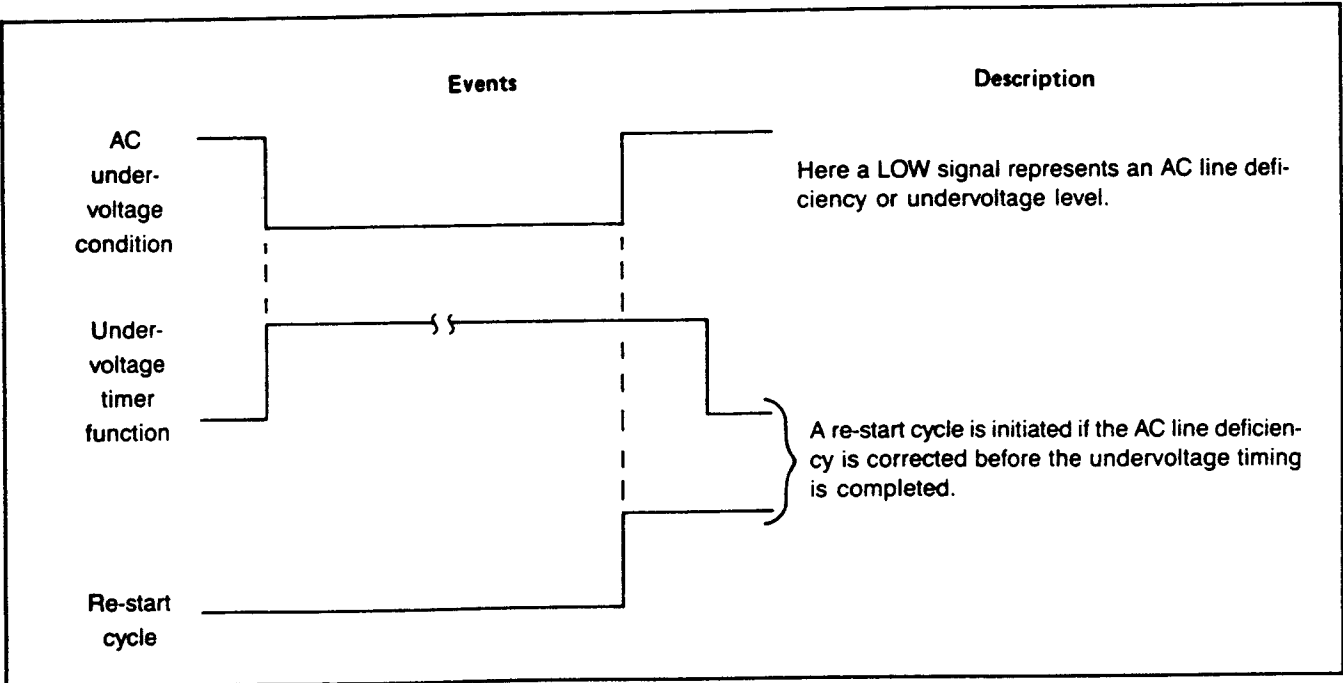 Events
Description
AC
under-
voltage
condition
Here a LOW signal represents an AC line defi-
ciency or undervoltage level.
Under-
voltage
timer
function
A re-start cycle is initiated if the AC line deficien-
cy is corrected before the undervoltage timing
is completed.
Re-start
cycle